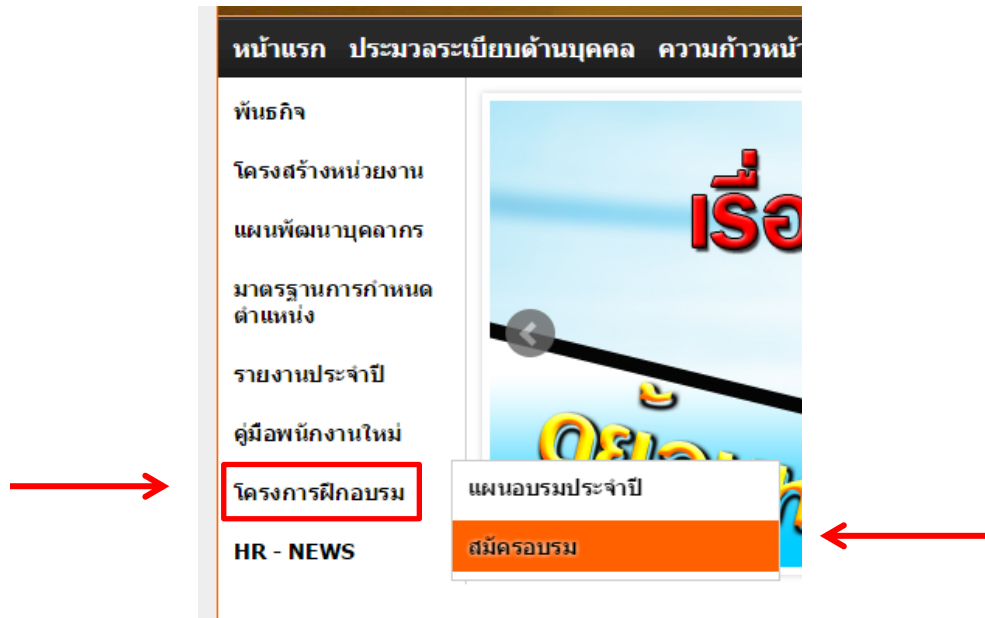 หน้าแรก ประมวลระเบียบด้านบุคคล ความก้าวหน้า
พันธกิจ
โครงสร้างหน่วยงาน
แผนพัฒนาบุคลากร
มาตรฐานการกำหนด
ตำแหน่ง
รายงานประจำปี
คู่มือพนักงานใหม่
โครงการฝึกอบรม
HR - NEWS
แผนอบรมประจำปี
สมัครอบรม
เรื่อ